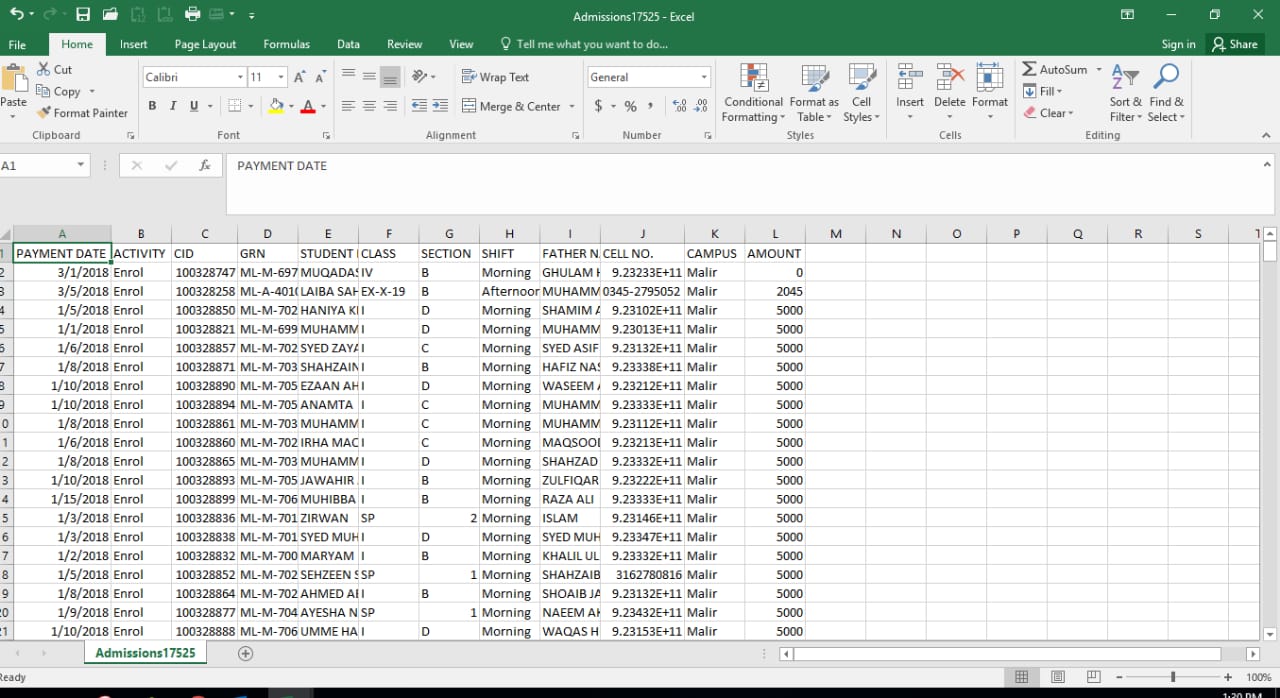 Admissions17525 - Excel
File Home Insert Page Layout Formulas Data Review View Tell me what you want to do... Sign in Share
Paste Cut Copy Format Painter Clipboard
Calibri 11 B I U Font
Wrap Text Merge & Center Alignment
General $ % , Number
Conditional Formatting Format as Table Cell Styles Styles
Insert Delete Format Cells
AutoSum Fill Clear Sort & Filter Find & Select Editing
A1 fx PAYMENT DATE
A B C D E F G H I J K L M N O P Q R S
1 PAYMENT DATE ACTIVITY CID GRN STUDENT CLASS SECTION SHIFT FATHER N CELL NO. CAMPUS AMOUNT
2 3/1/2018 Enrol 100328747 ML-M-697 MUQADAS IV B Morning GHULAM 9.23233E+11 Malir 0
3 3/5/2018 Enrol 100328258 ML-A-401 LAIBA SAH EX-X-19 B Afternoor MUHAMM 0345-2795052 Malir 2045
4 1/5/2018 Enrol 100328850 ML-M-702 HANIYA KI I D Morning SHAMIM A 9.23102E+11 Malir 5000
5 1/1/2018 Enrol 100328821 ML-M-699 MUHAMM I D Morning MUHAMM 9.23013E+11 Malir 5000
6 1/6/2018 Enrol 100328857 ML-M-702 SYED ZAYA I C Morning SYED ASIF 9.23132E+11 Malir 5000
7 1/8/2018 Enrol 100328871 ML-M-703 SHAHZAIN I B Morning HAFIZ NAS 9.23338E+11 Malir 5000
8 1/10/2018 Enrol 100328890 ML-M-705 EZAAN AH I D Morning WASEEM A 9.23212E+11 Malir 5000
9 1/10/2018 Enrol 100328894 ML-M-705 ANAMTA I C Morning MUHAMM 9.23333E+11 Malir 5000
0 1/8/2018 Enrol 100328861 ML-M-703 MUHAMM I C Morning MUHAMM 9.23112E+11 Malir 5000
1 1/6/2018 Enrol 100328860 ML-M-702 IRHA MAC I C Morning MAQSOO 9.23213E+11 Malir 5000
2 1/8/2018 Enrol 100328865 ML-M-703 MUHAMM I D Morning SHAHZAD 9.23332E+11 Malir 5000
3 1/10/2018 Enrol 100328893 ML-M-705 JAWAHIR I B Morning ZULFIQAR 9.23222E+11 Malir 5000
4 1/15/2018 Enrol 100328899 ML-M-706 MUHIBBA I B Morning RAZA ALI 9.23333E+11 Malir 5000
5 1/3/2018 Enrol 100328836 ML-M-701 ZIRWAN SP 2 Morning ISLAM 9.23146E+11 Malir 5000
6 1/3/2018 Enrol 100328838 ML-M-701 SYED MUH I D Morning SYED MUH 9.23347E+11 Malir 5000
7 1/2/2018 Enrol 100328832 ML-M-700 MARYAM I B Morning KHALIL UL 9.23332E+11 Malir 5000
8 1/5/2018 Enrol 100328852 ML-M-702 SEHZEEN S SP 1 Morning SHAHZAIB 3162780816 Malir 5000
9 1/8/2018 Enrol 100328864 ML-M-702 AHMED AI I B Morning SHOAIB JA 9.23132E+11 Malir 5000
20 1/9/2018 Enrol 100328877 ML-M-704 AYESHA N SP 1 Morning NAEEM AH 9.23432E+11 Malir 5000
21 1/10/2018 Enrol 100328888 ML-M-706 UMME HA I D Morning WAQAS H 9.23153E+11 Malir 5000
Admissions17525
Ready 100%